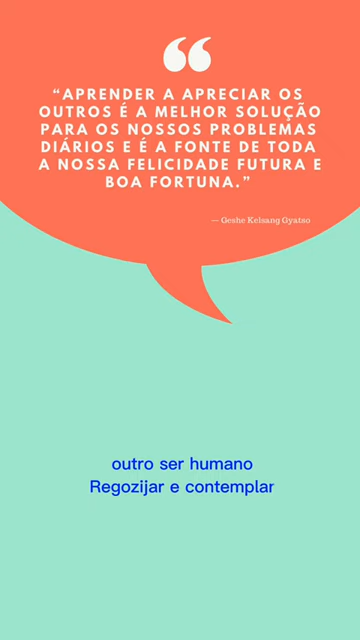 “APRENDER A APRECIAR OS
OUTROS É A MELHOR SOLUÇÃO
PARA OS NOSSOS PROBLEMAS
DIÁRIOS E É A FONTE DE TODA
A NOSSA FELICIDADE FUTURA E
BOA FORTUNA.”
— Geshe Kelsang Gyatso
outro ser humano
Regozijar e contemplar